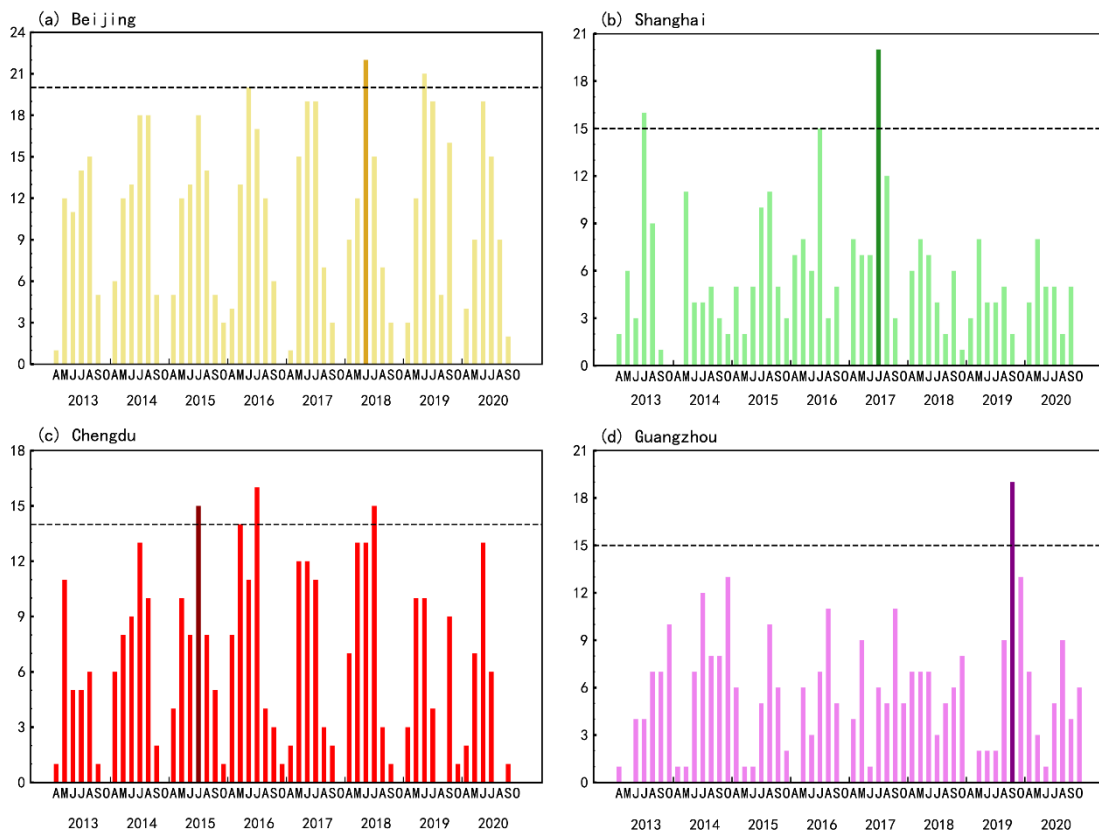 (a) Beijing
24
21
18
15
12
9
6
3
0
AMJJASOAMJJASOAMJJASOAMJJASOAMJJASOAMJJASOAMJJASOAMJJASO
2013 2014 2015 2016 2017 2018 2019 2020
(b) Shanghai
21
18
15
12
9
6
3
0
AMJJASOAMJJASOAMJJASOAMJJASOAMJJASOAMJJASOAMJJASOAMJJASO
2013 2014 2015 2016 2017 2018 2019 2020
(c) Chengdu
18
15
12
9
6
3
0
AMJJASOAMJJASOAMJJASOAMJJASOAMJJASOAMJJASOAMJJASOAMJJASO
2013 2014 2015 2016 2017 2018 2019 2020
(d) Guangzhou
21
18
15
12
9
6
3
0
AMJJASOAMJJASOAMJJASOAMJJASOAMJJASOAMJJASOAMJJASOAMJJASO
2013 2014 2015 2016 2017 2018 2019 2020